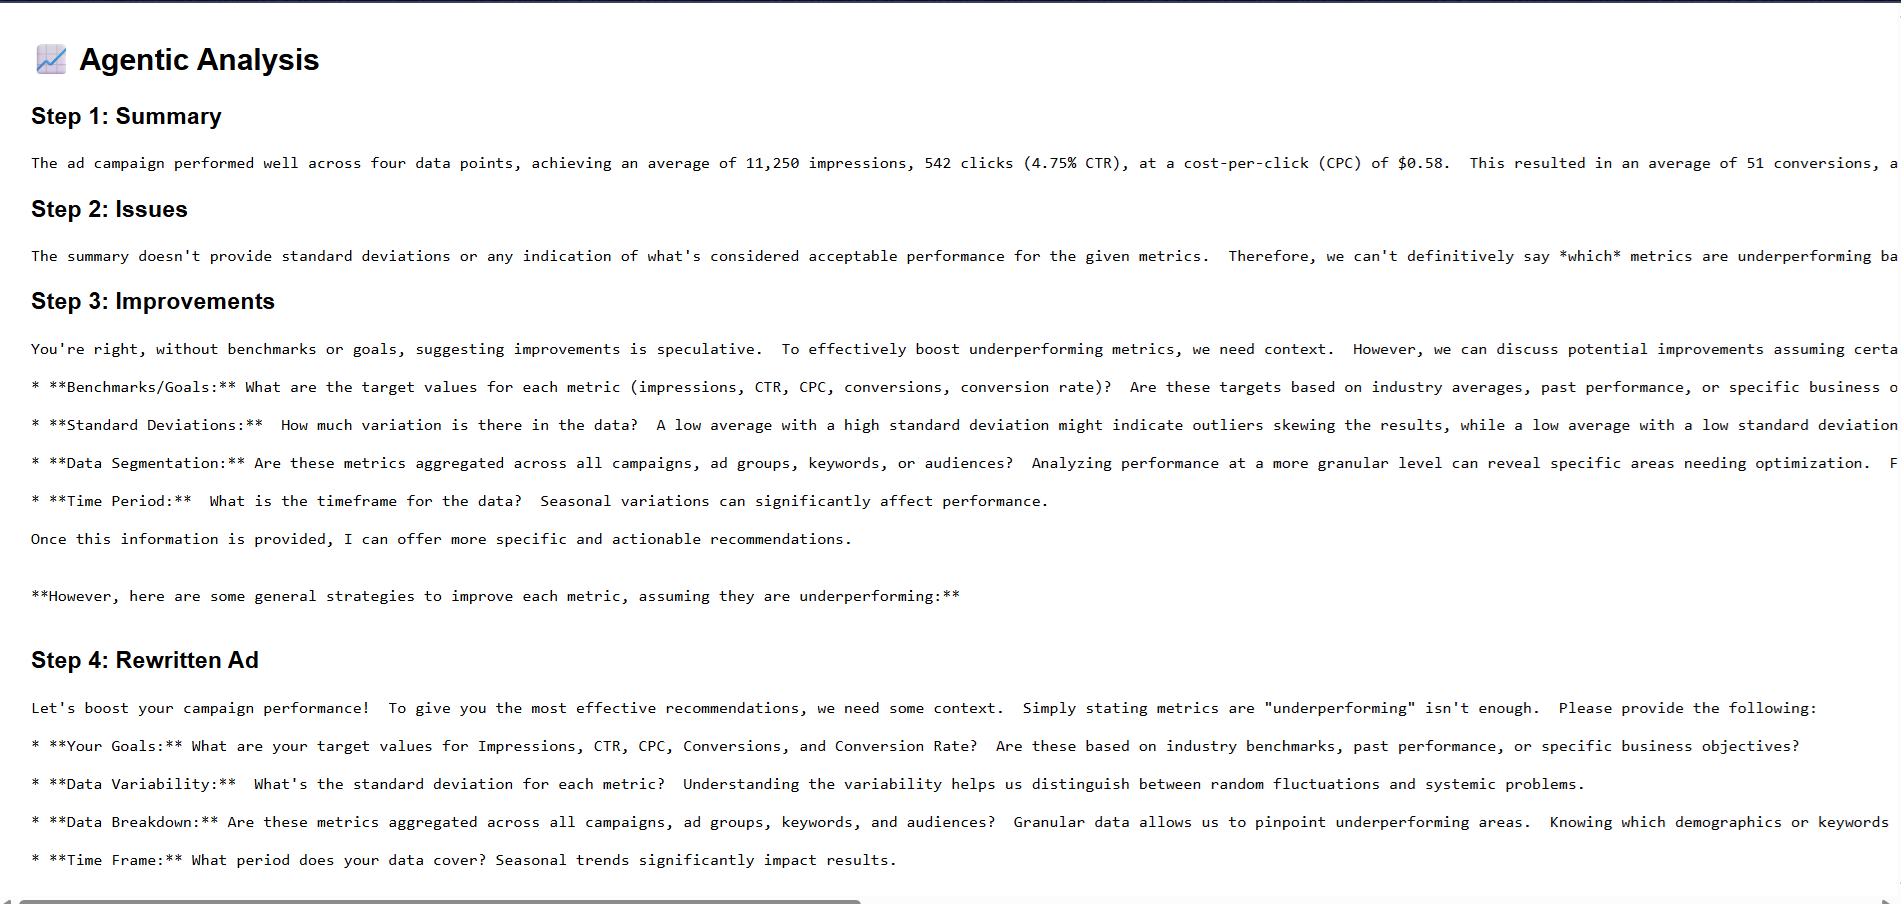 Agentic Analysis
Step 1: Summary
The ad campaign performed well across four data points, achieving an average of 11,250 impressions, 542 clicks (4.75% CTR), at a cost-per-click (CPC) of $0.58.  This resulted in an average of 51 conversions, a
Step 2: Issues
The summary doesn't provide standard deviations or any indication of what's considered acceptable performance for the given metrics.  Therefore, we can't definitively say *which* metrics are underperforming ba
Step 3: Improvements
You're right, without benchmarks or goals, suggesting improvements is speculative.  To effectively boost underperforming metrics, we need context.  However, we can discuss potential improvements assuming certa
* **Benchmarks/Goals:** What are the target values for each metric (impressions, CTR, CPC, conversions, conversion rate)?  Are these targets based on industry averages, past performance, or specific business o
* **Standard Deviations:**  How much variation is there in the data?  A low average with a high standard deviation might indicate outliers skewing the results, while a low average with a low standard deviation
* **Data Segmentation:** Are these metrics aggregated across all campaigns, ad groups, keywords, or audiences?  Analyzing performance at a more granular level can reveal specific areas needing optimization.  F
* **Time Period:**  What is the timeframe for the data?  Seasonal variations can significantly affect performance.
Once this information is provided, I can offer more specific and actionable recommendations.
**However, here are some general strategies to improve each metric, assuming they are underperforming:**
Step 4: Rewritten Ad
Let's boost your campaign performance!  To give you the most effective recommendations, we need some context.  Simply stating metrics are "underperforming" isn't enough.  Please provide the following:
* **Your Goals:** What are your target values for Impressions, CTR, CPC, Conversions, and Conversion Rate?  Are these based on industry benchmarks, past performance, or specific business objectives?
* **Data Variability:**  What's the standard deviation for each metric?  Understanding the variability helps us distinguish between random fluctuations and systemic problems.
* **Data Breakdown:** Are these metrics aggregated across all campaigns, ad groups, keywords, and audiences?  Granular data allows us to pinpoint underperforming areas.  Knowing which demographics or keywords
* **Time Frame:** What period does your data cover? Seasonal trends significantly impact results.